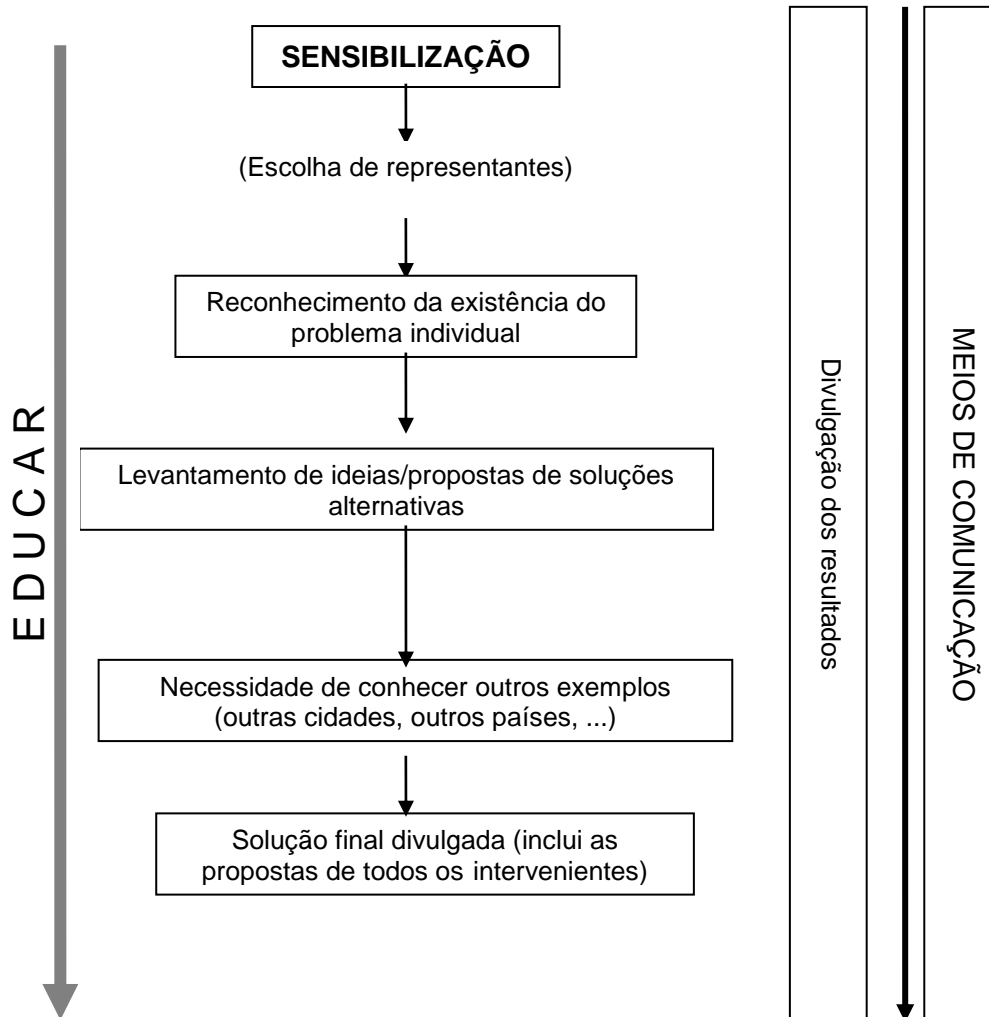 SENSIBILIZAÇÃO
(Escolha de representantes)
Reconhecimento da existência do
problema individual
Levantamento de ideias/propostas de soluções
alternativas
Necessidade de conhecer outros exemplos
(outras cidades, outros países, ...)
Solução final divulgada (inclui as
propostas de todos os intervenientes)
E D U C A R
Divulgação dos resultados
MEIOS DE COMUNICAÇÃO